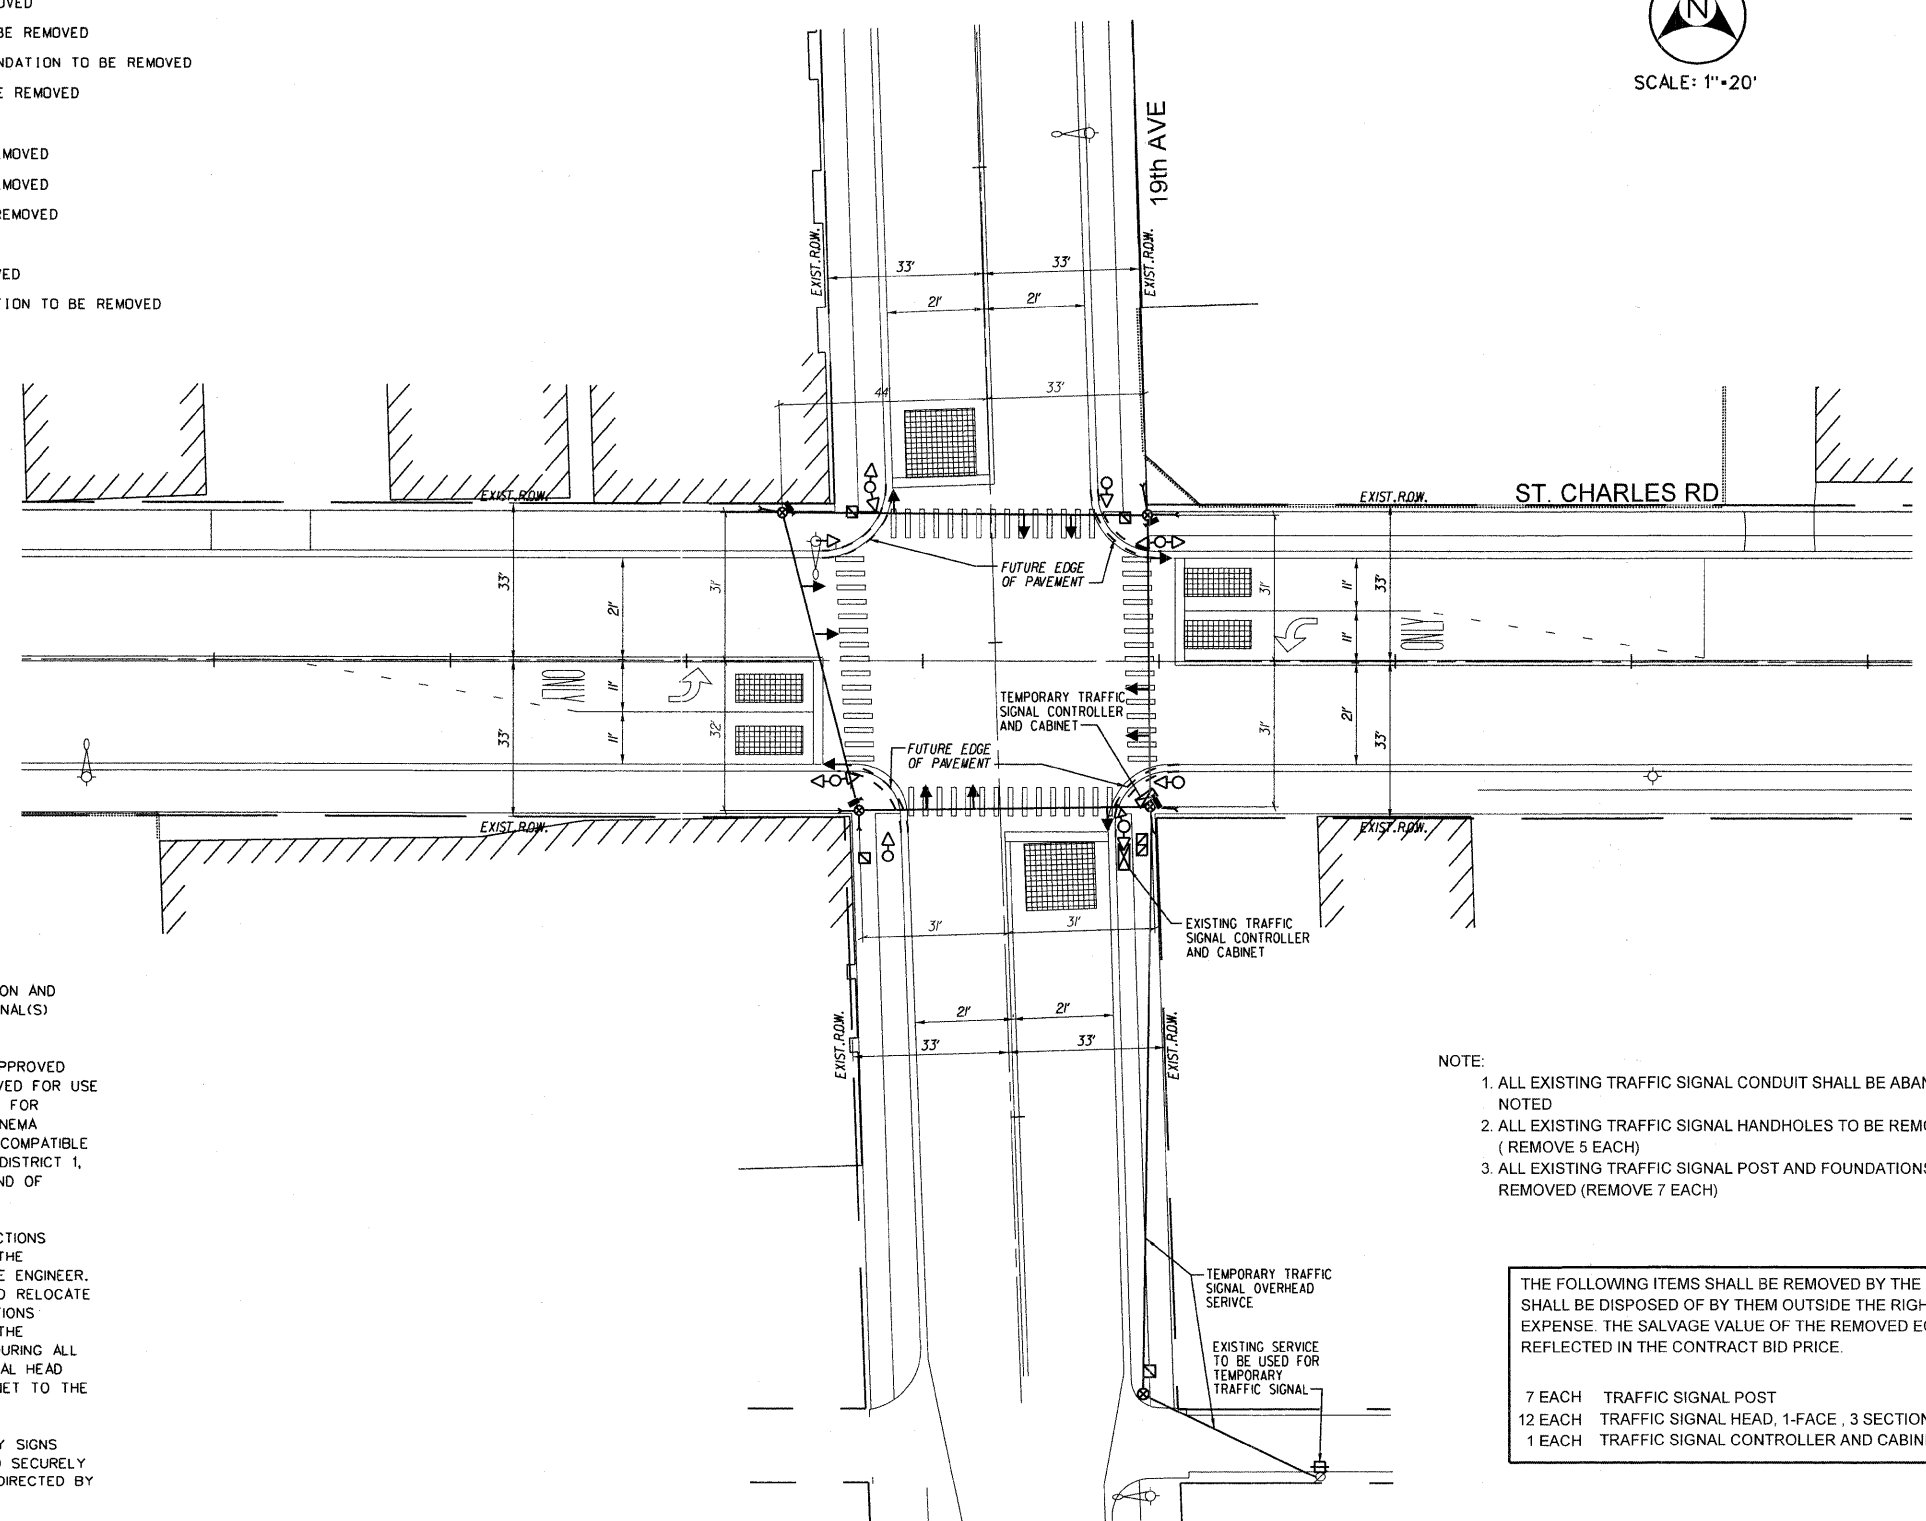 OVED
BE REMOVED
NDATION TO BE REMOVED
E REMOVED
MOVED
MOVED
REMOVED
VED
TION TO BE REMOVED
N
SCALE: 1"=20'
19th AVE
EXIST. R.O.W.
EXIST. R.O.W.
33'
33'
21'
21'
44'
33'
EXIST. R.O.W.
EXIST. R.O.W.
ST. CHARLES RD
FUTURE EDGE
OF PAVEMENT
33'
21'
31'
31'
11'
33'
11'
ONLY
ONLY
33'
11'
11'
32'
31'
21'
33'
TEMPORARY TRAFFIC
SIGNAL CONTROLLER
AND CABINET
FUTURE EDGE
OF PAVEMENT
EXIST. R.O.W.
EXIST. R.O.W.
31'
31'
EXISTING TRAFFIC
SIGNAL CONTROLLER
AND CABINET
21'
21'
33'
33'
EXIST. R.O.W.
EXIST. R.O.W.
ON AND
NAL(S)
PPROVED
VED FOR USE
FOR
NEMA
COMPATIBLE
DISTRICT 1,
ND OF
CTIONS
THE
E ENGINEER.
O RELOCATE
TIONS
THE
DURING ALL
AL HEAD
NET TO THE
Y SIGNS
D SECURELY
DIRECTED BY
NOTE:
1. ALL EXISTING TRAFFIC SIGNAL CONDUIT SHALL BE ABAN
NOTED
2. ALL EXISTING TRAFFIC SIGNAL HANDHOLES TO BE REMO
( REMOVE 5 EACH)
3. ALL EXISTING TRAFFIC SIGNAL POST AND FOUNDATIONS
REMOVED (REMOVE 7 EACH)
TEMPORARY TRAFFIC
SIGNAL OVERHEAD
SERIVCE
EXISTING SERVICE
TO BE USED FOR
TEMPORARY
TRAFFIC SIGNAL
THE FOLLOWING ITEMS SHALL BE REMOVED BY THE
SHALL BE DISPOSED OF BY THEM OUTSIDE THE RIGH
EXPENSE. THE SALVAGE VALUE OF THE REMOVED EQ
REFLECTED IN THE CONTRACT BID PRICE.
7 EACH TRAFFIC SIGNAL POST
12 EACH TRAFFIC SIGNAL HEAD, 1-FACE , 3 SECTION
1 EACH TRAFFIC SIGNAL CONTROLLER AND CABIN